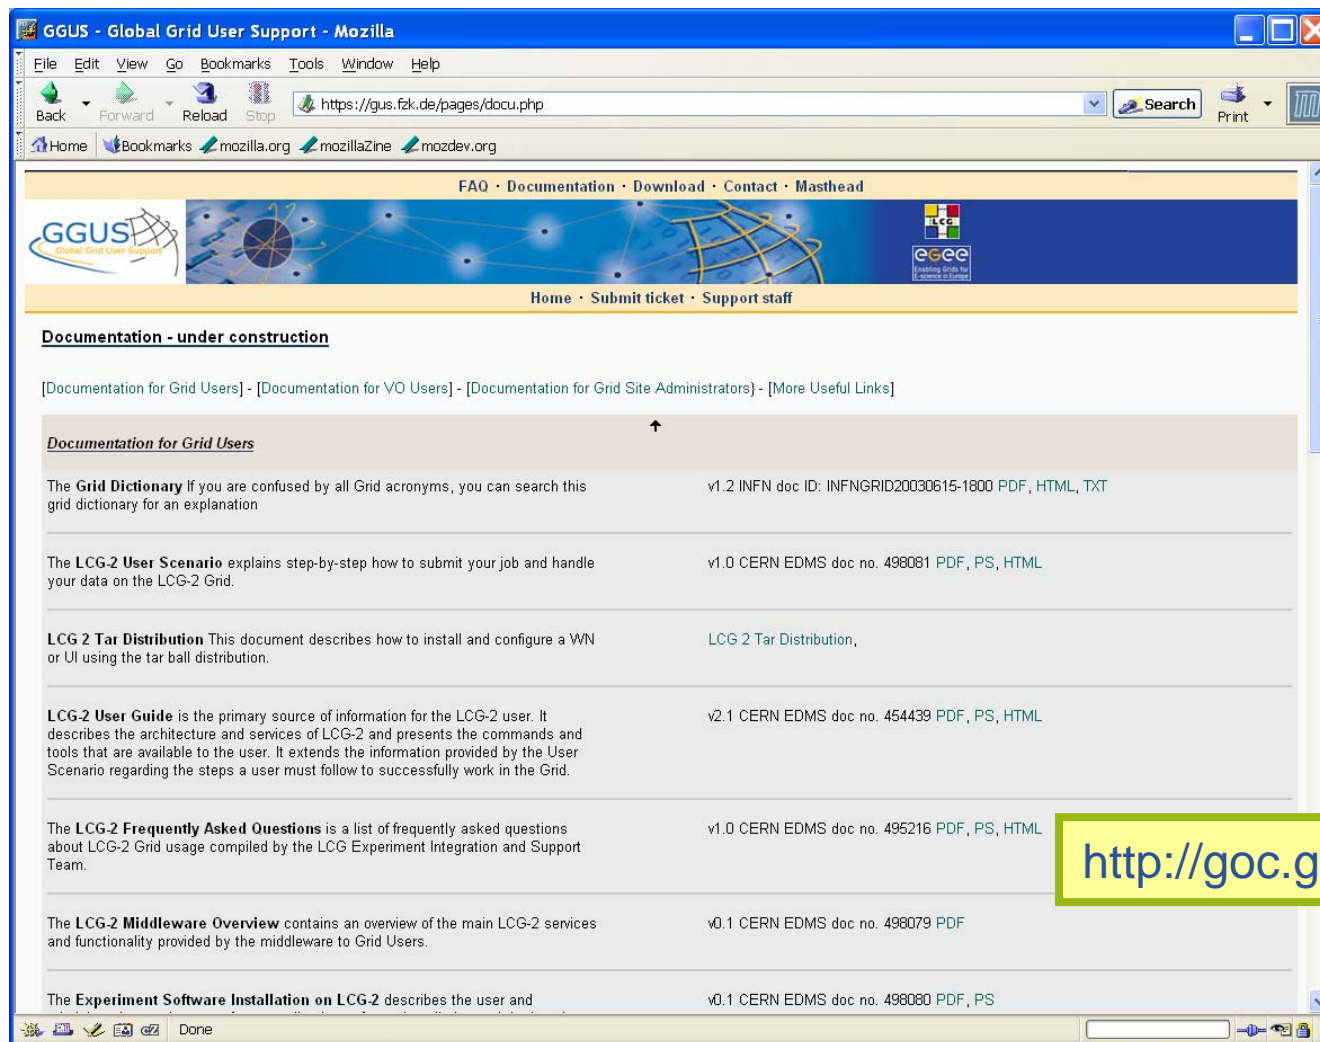 GGUS - Global Grid User Support - Mozilla
File Edit View Go Bookmarks Tools Window Help
Back Forward Reload Stop https://gus.fzk.de/pages/docu.php Search Print
Home Bookmarks mozilla.org mozillaZine mozdev.org
FAQ · Documentation · Download · Contact · Masthead
GGUS
Global Grid User Support
LCG
egee
Enabling Grids for
E-science in Europe
Home · Submit ticket · Support staff
Documentation - under construction
[Documentation for Grid Users] - [Documentation for VO Users] - [Documentation for Grid Site Administrators} - [More Useful Links]
Documentation for Grid Users
The Grid Dictionary If you are confused by all Grid acronyms, you can search this
grid dictionary for an explanation
v1.2 INFN doc ID: INFNGRID20030615-1800 PDF, HTML, TXT
The LCG-2 User Scenario explains step-by-step how to submit your job and handle
your data on the LCG-2 Grid.
v1.0 CERN EDMS doc no. 498081 PDF, PS, HTML
LCG 2 Tar Distribution This document describes how to install and configure a WN
or UI using the tar ball distribution.
LCG 2 Tar Distribution,
LCG-2 User Guide is the primary source of information for the LCG-2 user. It
describes the architecture and services of LCG-2 and presents the commands and
tools that are available to the user. It extends the information provided by the User
Scenario regarding the steps a user must follow to successfully work in the Grid.
v2.1 CERN EDMS doc no. 454439 PDF, PS, HTML
The LCG-2 Frequently Asked Questions is a list of frequently asked questions
about LCG-2 Grid usage compiled by the LCG Experiment Integration and Support
Team.
v1.0 CERN EDMS doc no. 495216 PDF, PS, HTML
http://goc.g
The LCG-2 Middleware Overview contains an overview of the main LCG-2 services
and functionality provided by the middleware to Grid Users.
v0.1 CERN EDMS doc no. 498079 PDF
The Experiment Software Installation on LCG-2 describes the user and
v0.1 CERN EDMS doc no. 498080 PDF, PS
Done